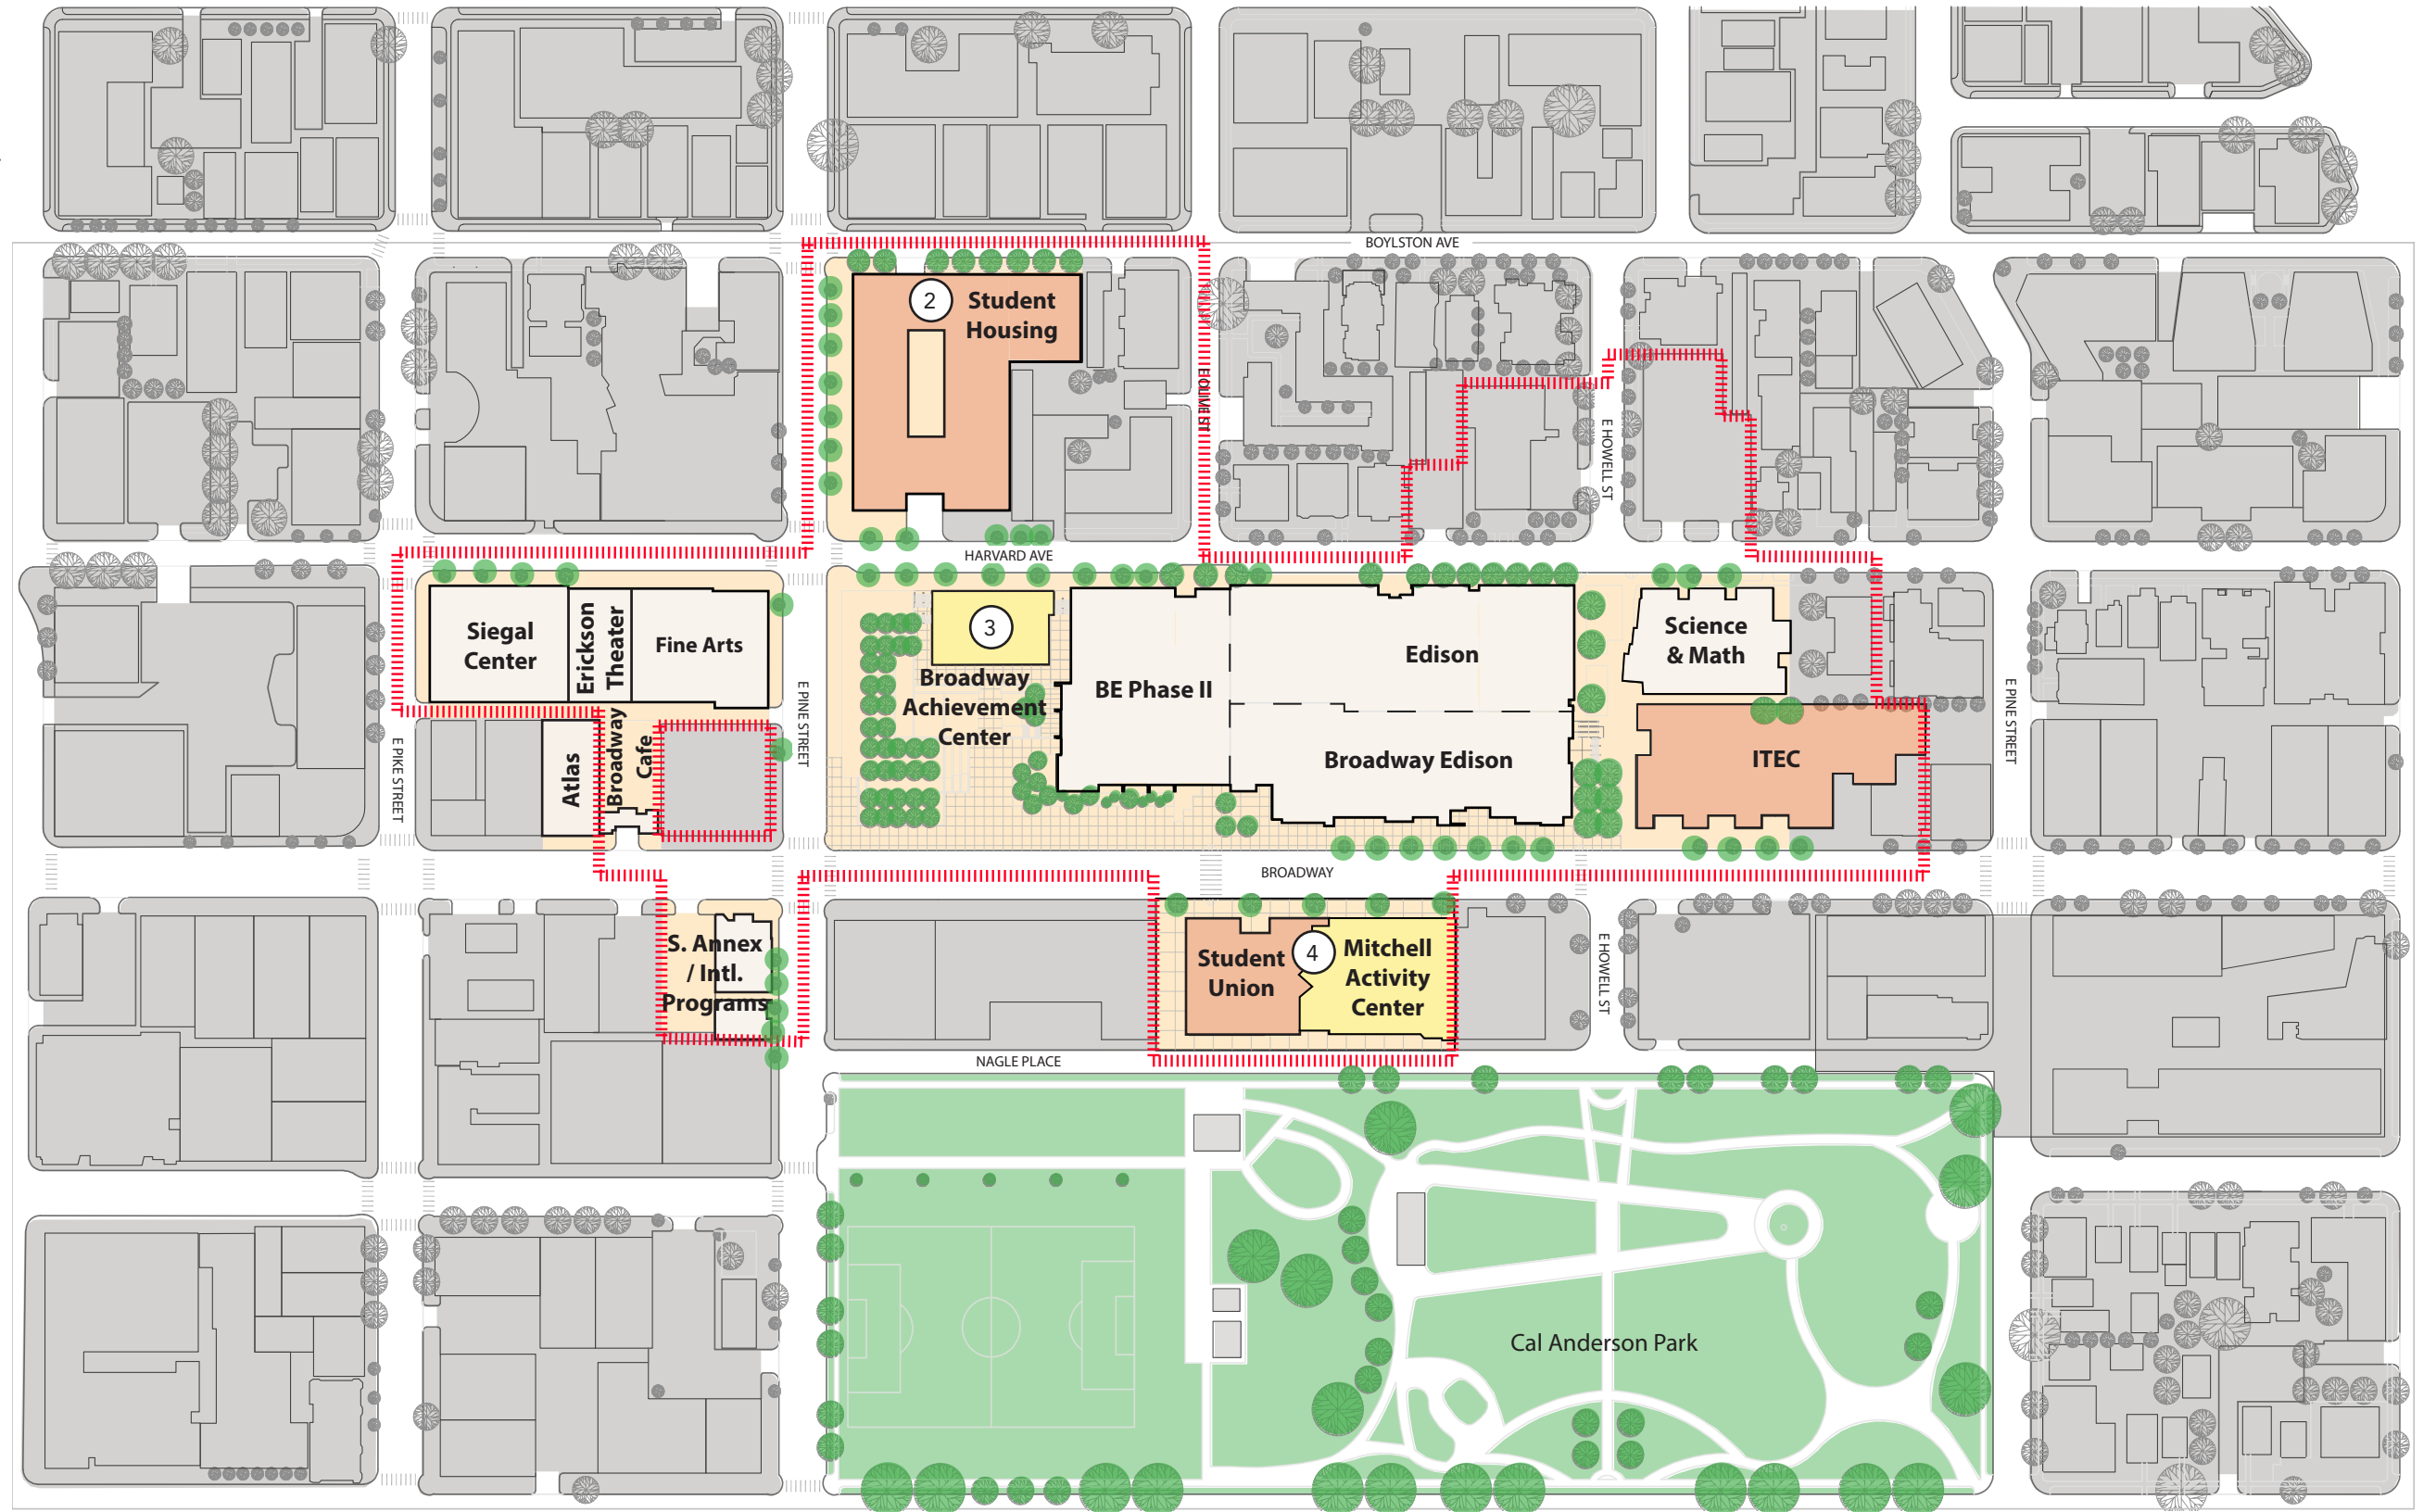 BOYLSTON AVE
2
Student
Housing
E OLIVE ST
E HOWELL ST
HARVARD AVE
Siegal
Center
Erickson
Theater
Fine Arts
3
Broadway
Achievement
Center
BE Phase II
Edison
Broadway Edison
Science
& Math
ITEC
E PINE STREET
E PINE STREET
E PIKE STREET
Atlas
Broadway
Cafe
BROADWAY
S. Annex
/ Intl.
Programs
Student
Union
4
Mitchell
Activity
Center
E HOWELL ST
NAGLE PLACE
Cal Anderson Park